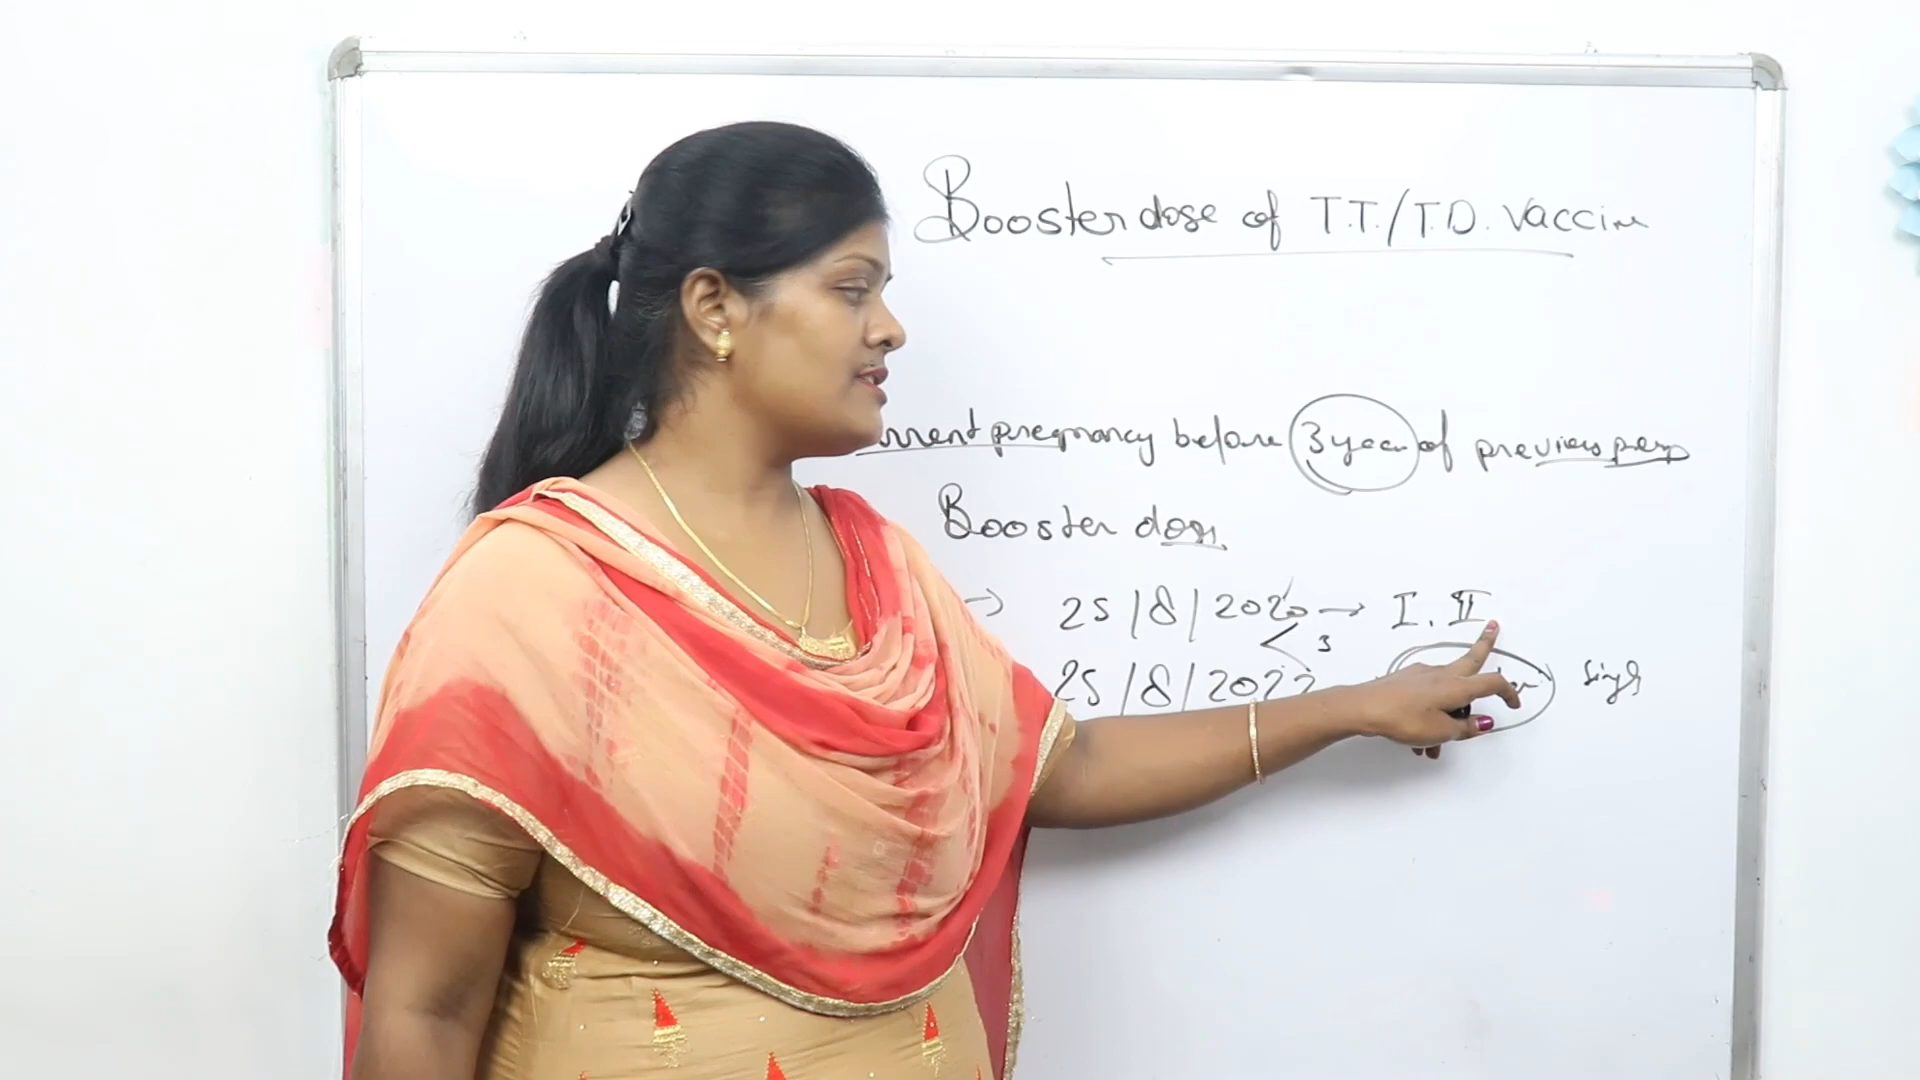 Booster dose of T.T./T.D. Vaccine
urrent pregnancy before 3 year of previous preg
Booster dose
→ 25/8/2020 → I. II
< 3
25/8/2022